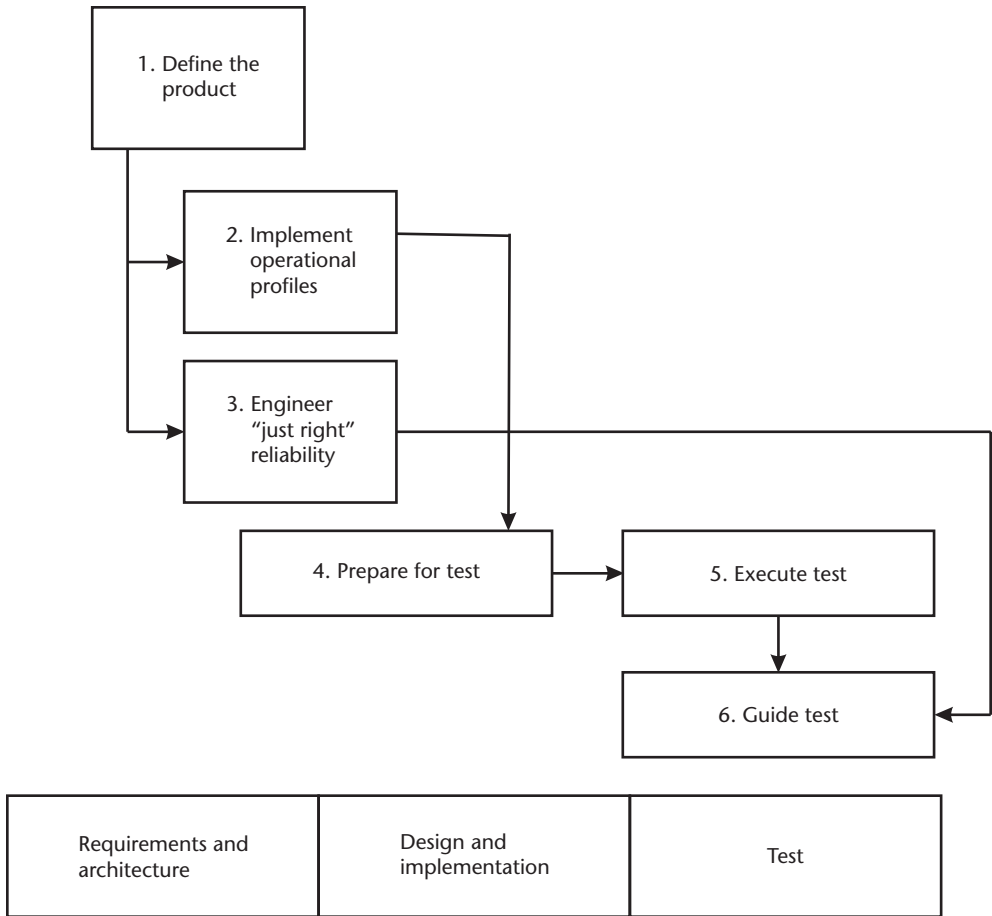 1. Define the
product
2. Implement
operational
profiles
3. Engineer
“just right”
reliability
4. Prepare for test
5. Execute test
6. Guide test
Requirements and
architecture
Design and
implementation
Test